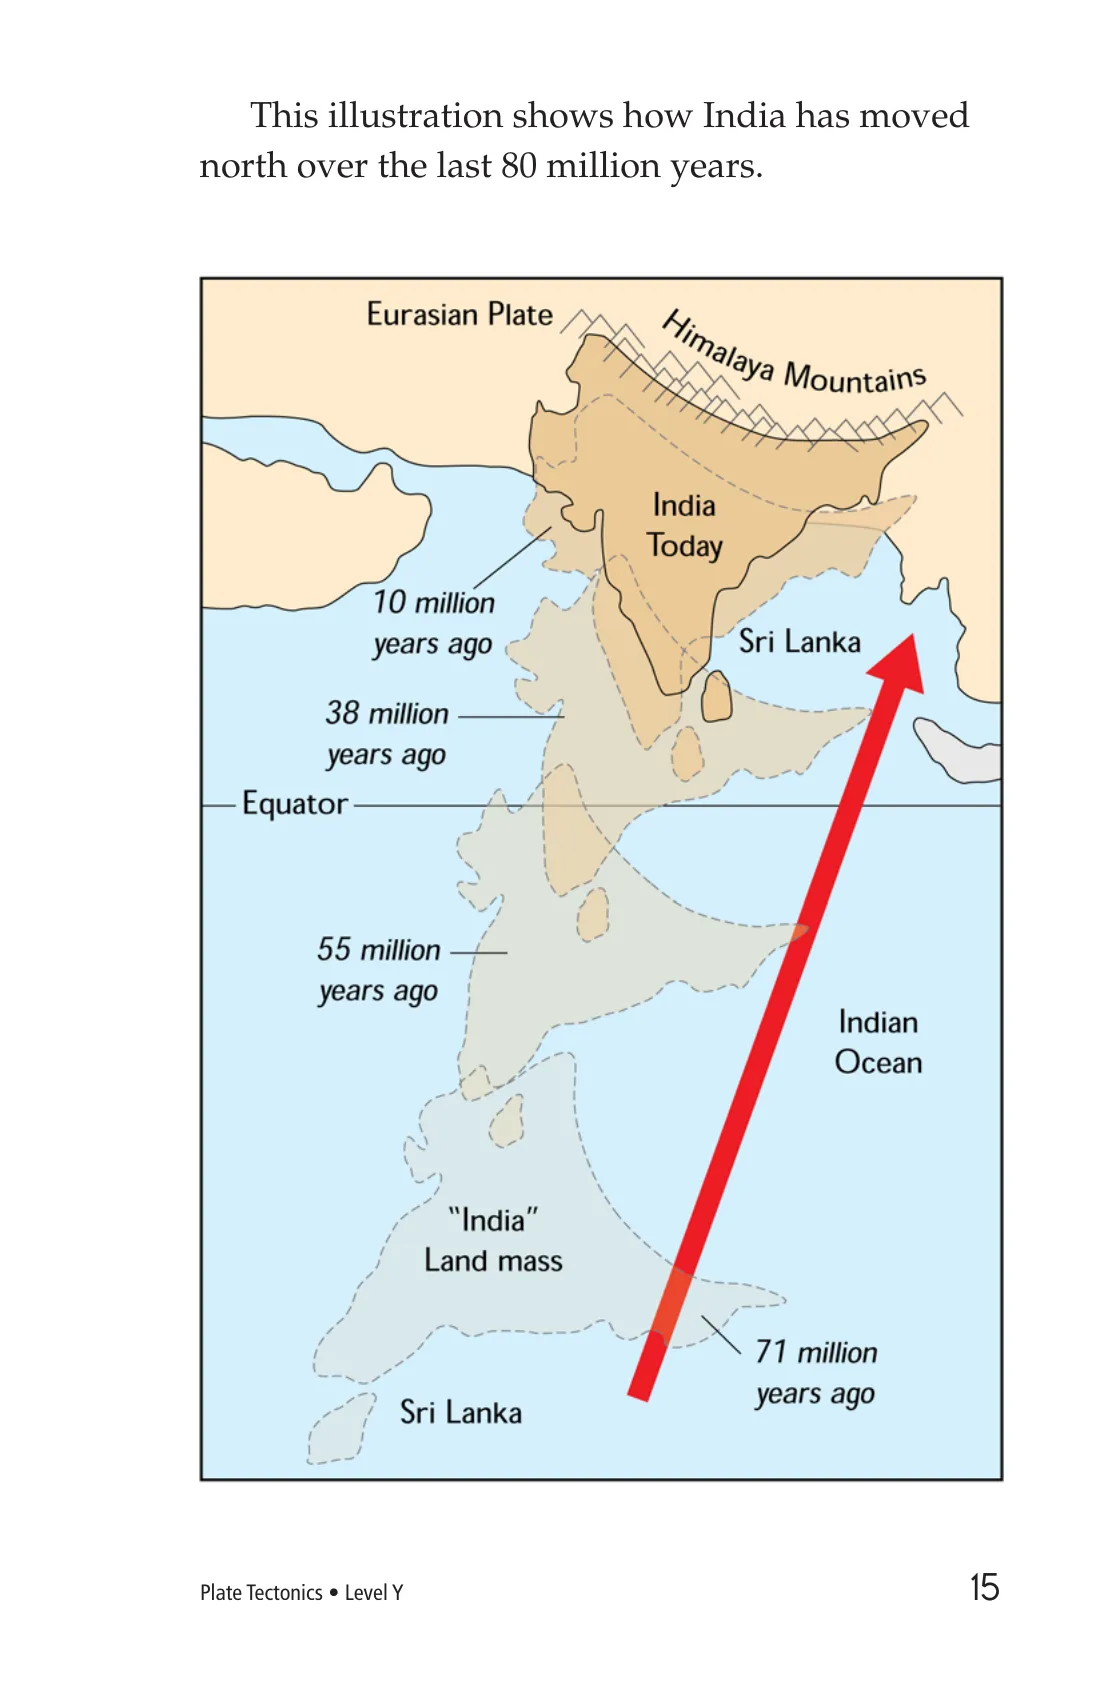 This illustration shows how India has moved
north over the last 80 million years.
Eurasian Plate
Himalaya Mountains
India
Today
10 million
years ago
Sri Lanka
38 million
years ago
Equator
55 million
years ago
Indian
Ocean
“India”
Land mass
71 million
years ago
Sri Lanka
Plate Tectonics • Level Y
15